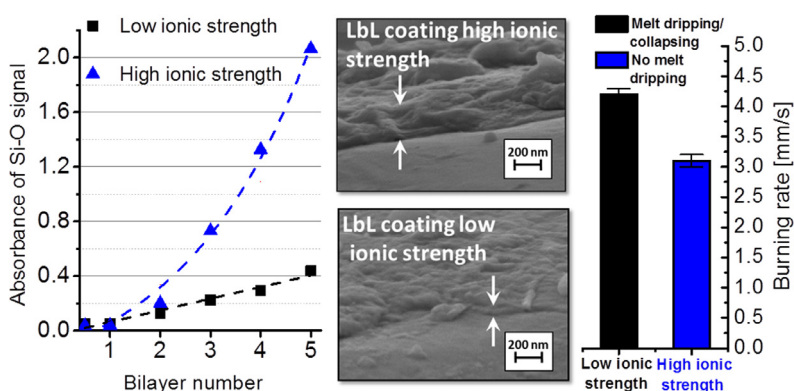 Low ionic strength
High ionic strength
Absorbance of Si-O signal
2.0
1.6
1.2
0.8
0.4
0.0
1 2 3 4 5
Bilayer number
LbL coating high ionic
strength
200 nm
LbL coating low
ionic strength
200 nm
Melt dripping/
collapsing
No melt
dripping
5.0
4.5
4.0
3.5
3.0
2.5
2.0
1.5
1.0
0.5
0.0
Burning rate [mm/s]
Low ionic
strength
High ionic
strength